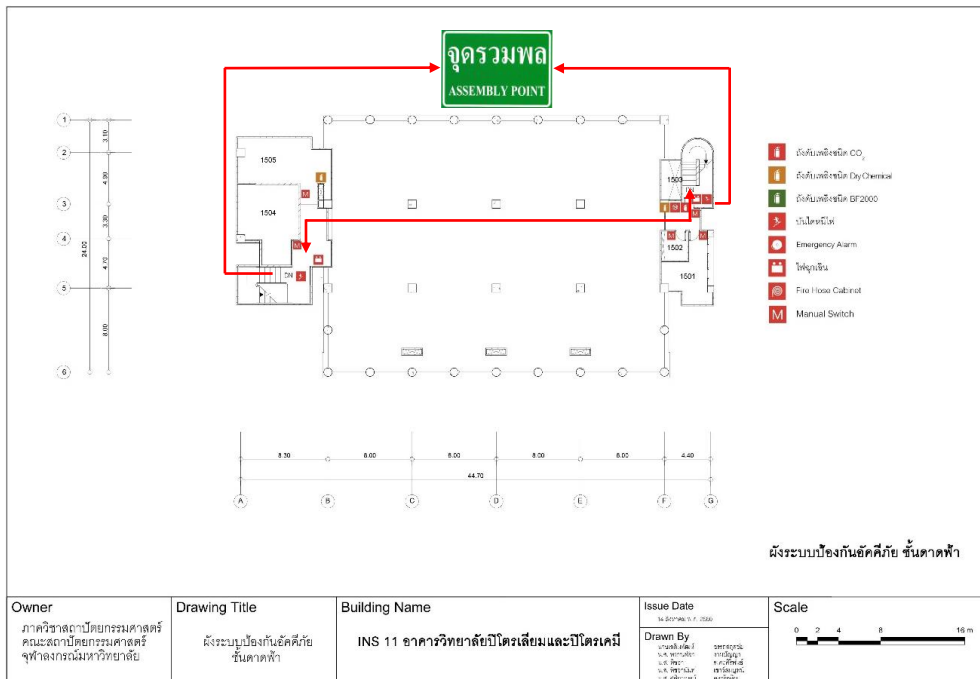 จุดรวมพล
ASSEMBLY POINT
1
2
3
4
5
6
3.10
4.90
3.30
4.70
8.00
24.00
1505
1504
1503
1502
1501
DN
DN
M
M
M
M
M
ถังดับเพลิงชนิด CO2
ถังดับเพลิงชนิด Dry Chemical
ถังดับเพลิงชนิด BF2000
บันไดหนีไฟ
Emergency Alarm
ไฟฉุกเฉิน
Fire Hose Cabinet
M Manual Switch
8.30
8.00
8.00
8.00
8.00
4.40
44.70
A
B
C
D
E
F
G
ผังระบบป้องกันอัคคีภัย ชั้นดาดฟ้า
Owner
ภาควิชาสถาปัตยกรรมศาสตร์
คณะสถาปัตยกรรมศาสตร์
จุฬาลงกรณ์มหาวิทยาลัย
Drawing Title
ผังระบบป้องกันอัคคีภัย
ชั้นดาดฟ้า
Building Name
INS 11 อาคารวิทยาลัยปิโตรเลียมและปิโตรเคมี
Issue Date
Drawn By
Scale
0 2 4 8 16 m